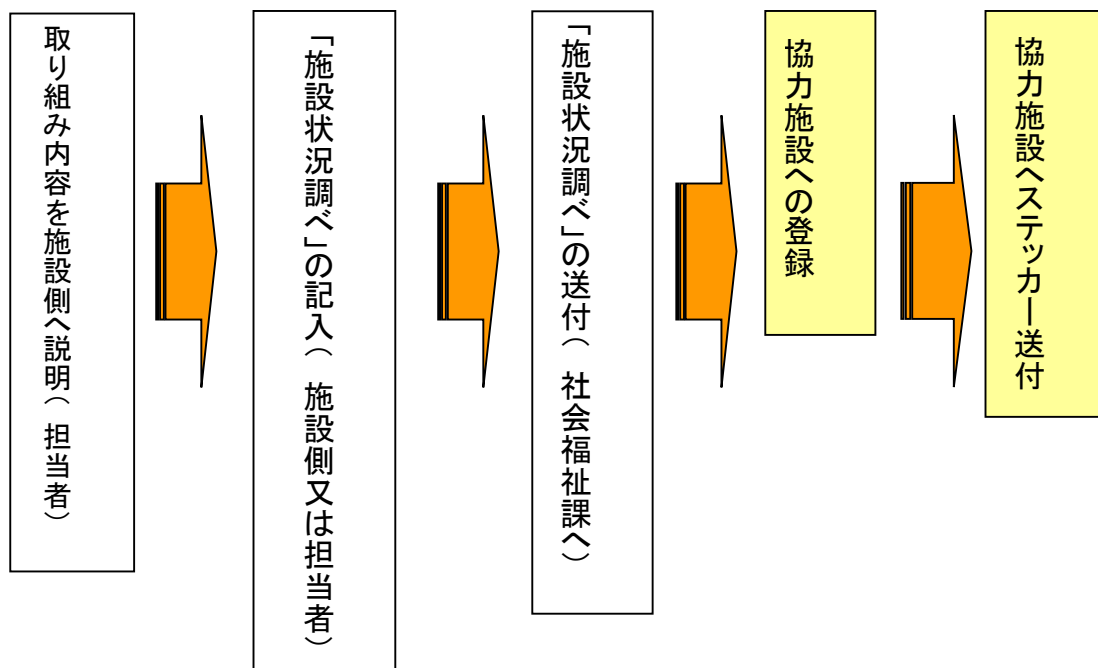 取り組み内容を施設側へ説明(担当者)
「施設状況調べ」の記入(施設側又は担当者)
「施設状況調べ」の送付(社会福祉課へ)
協力施設への登録
協力施設へステッカー送付